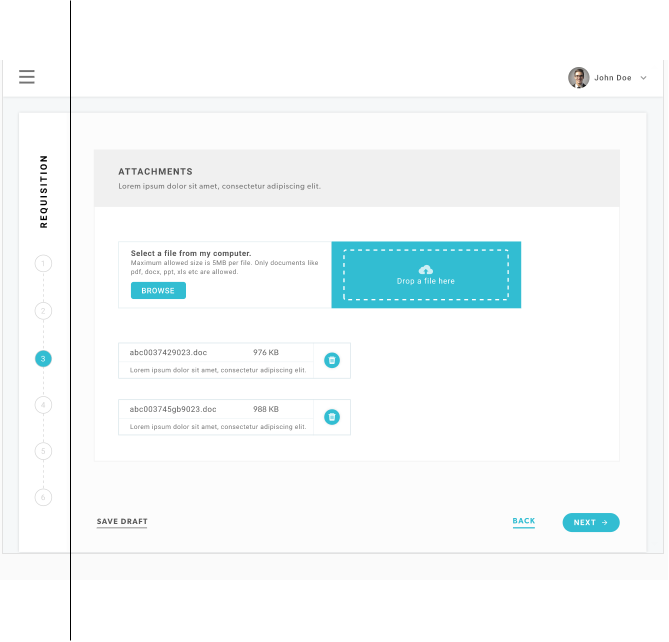 John Doe
REQUISITION
1
2
3
4
5
6
ATTACHMENTS
Lorem ipsum dolor sit amet, consectetur adipiscing elit.
Select a file from my computer.
Maximum allowed size is 5MB per file. Only documents like
pdf, docx, ppt, xls etc are allowed.
BROWSE
Drop a file here
abc0037429023.doc 976 KB
Lorem ipsum dolor sit amet, consectetur adipiscing elit.
abc003745gb9023.doc 988 KB
Lorem ipsum dolor sit amet, consectetur adipiscing elit.
SAVE DRAFT
BACK
NEXT →